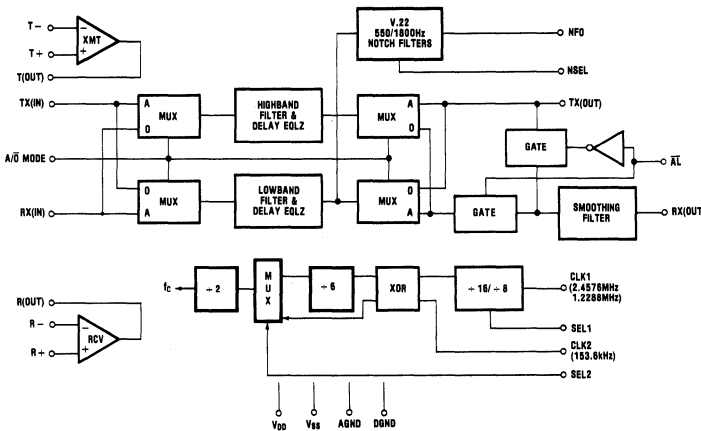 T−
−
XMT
T+
+
T(OUT)
V.22
550/1800Hz
NOTCH FILTERS
NFO
NSEL
TX(IN)
A
MUX
O
HIGHBAND
FILTER &
DELAY EQLZ
A
MUX
O
TX(OUT)
GATE
A/O̅ MODE
A̅L̅
RX(IN)
O
MUX
A
LOWBAND
FILTER &
DELAY EQLZ
O
MUX
A
GATE
SMOOTHING
FILTER
RX(OUT
fC
÷ 2
M
U
X
÷ 6
XOR
÷ 16/ ÷ 8
CLK1
(2.4576MHz
1.2288MHz)
R(OUT)
R−
−
RCV
R+
+
SEL1
CLK2
(153.6kHz)
SEL2
VDD
VSS
AGND
DGND